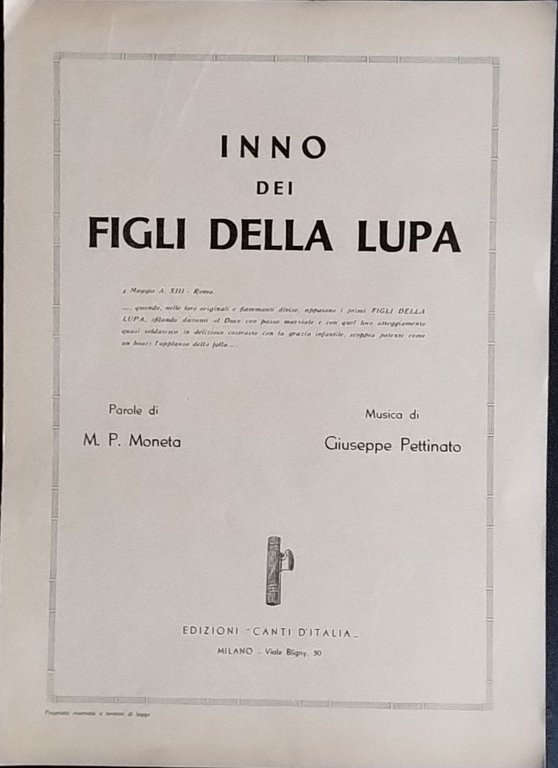 INNO
DEI
FIGLI DELLA LUPA
4 Maggio A. XIII - Roma
.... quando, nelle loro originali e fiammanti divise, appaiono i primi FIGLI DELLA
LUPA, sfilando davanti al Duce con passo marziale e con quel loro atteggiamento
quasi soldatesco in delizioso contrasto con la grazia infantile, scoppia potente come
un boato l'applauso della folla...
Parole di
M. P. Moneta
Musica di
Giuseppe Pettinato
EDIZIONI "CANTI D'ITALIA„
MILANO - Viale Bligny, 50
Proprietà riservata a termini di legge